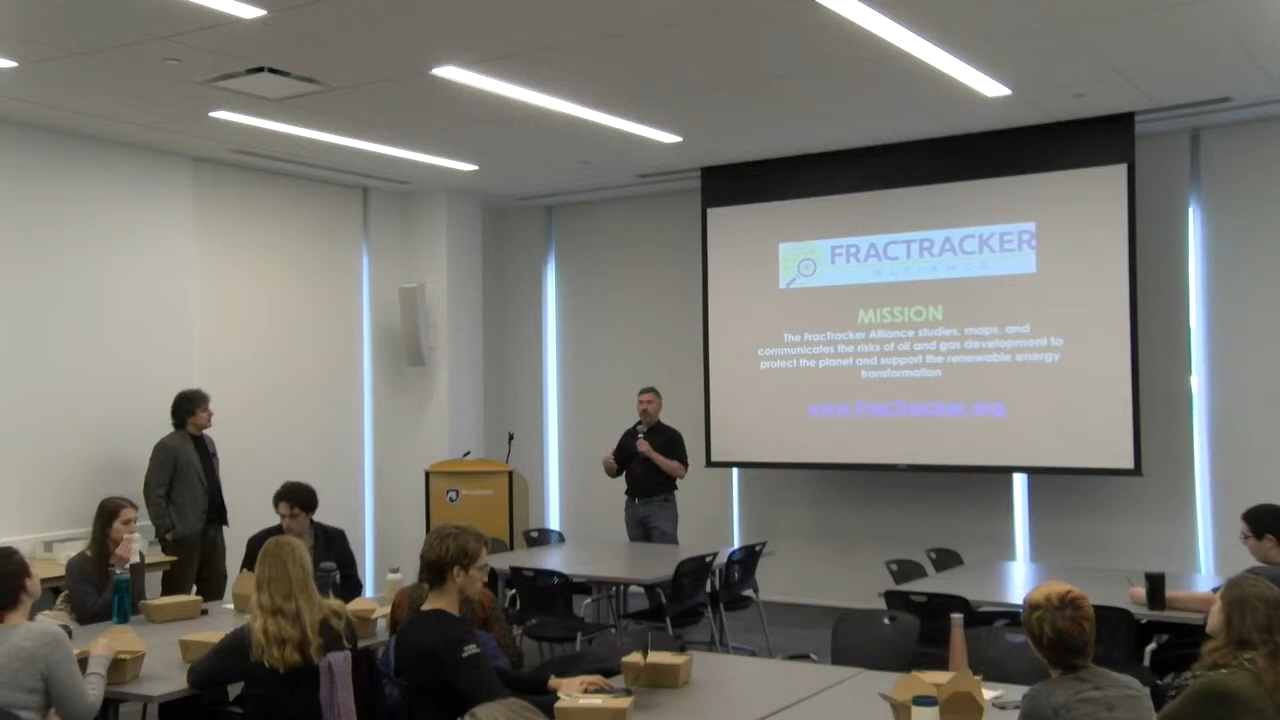 FRACTRACKER
ALLIANCE
MISSION
The FracTracker Alliance studies, maps, and
communicates the risks of oil and gas development to
protect the planet and support the renewable energy
transformation
www.FracTracker.org